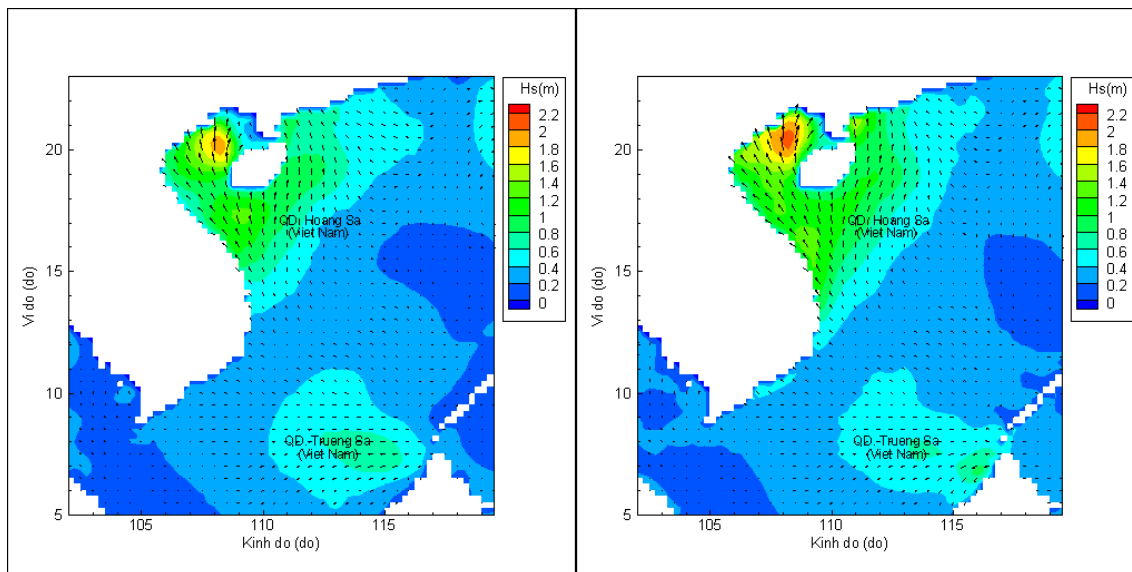 Hs(m)
2.2
2
1.8
1.6
1.4
1.2
1
0.8
0.6
0.4
0.2
0
20
15
10
5
Vi do (do)
QD. Hoang Sa
(Viet Nam)
QD. Truong Sa
(Viet Nam)
105
110
115
Kinh do (do)
Hs(m)
2.2
2
1.8
1.6
1.4
1.2
1
0.8
0.6
0.4
0.2
0
20
15
10
5
Vi do (do)
QD. Hoang Sa
(Viet Nam)
QD. Truong Sa
(Viet Nam)
105
110
115
Kinh do (do)